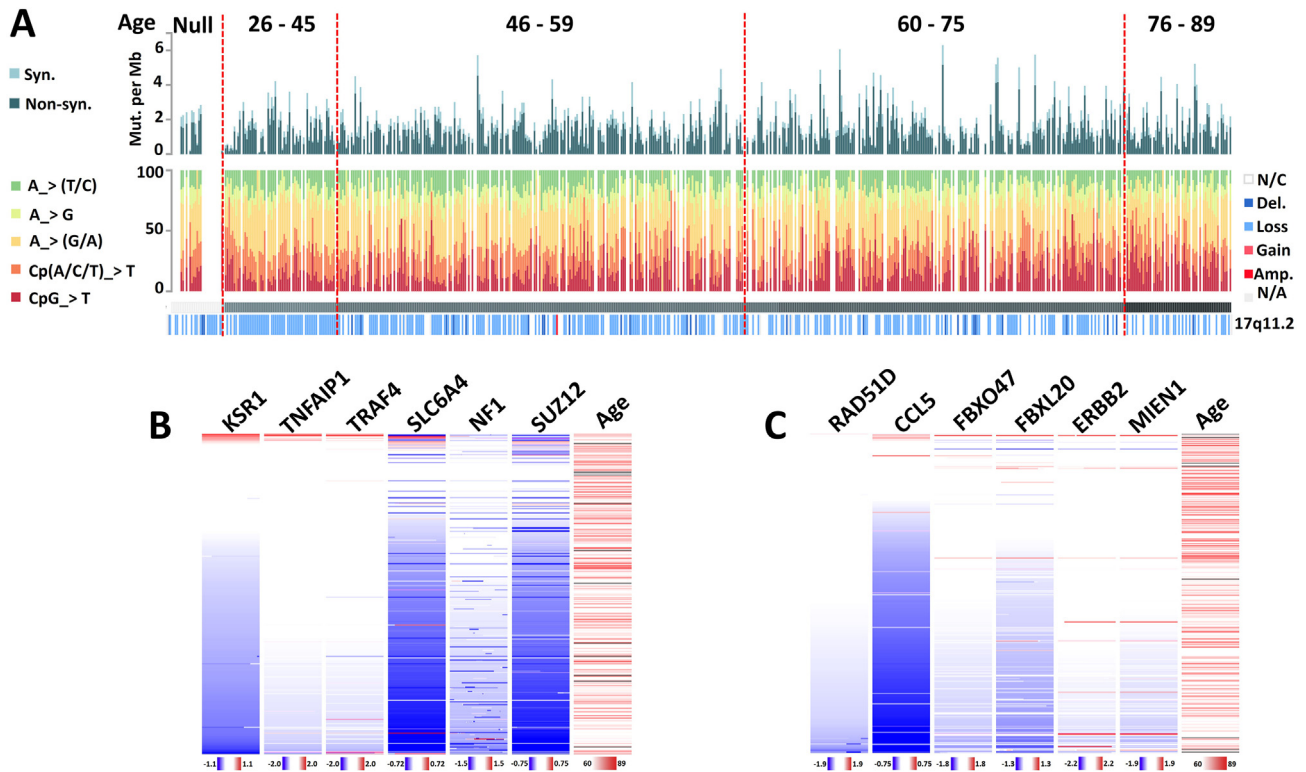 A
Age Null 26 - 45 46 - 59 60 - 75 76 - 89
Syn.
Non-syn.
Mut. per Mb
6
4
2
0
A_> (T/C)
A_> G
A_> (G/A)
Cp(A/C/T)_> T
CpG_> T
100
50
0
N/C
Del.
Loss
Gain
Amp.
N/A
17q11.2
B
KSR1 TNFAIP1 TRAF4 SLC6A4 NF1 SUZ12 Age
-1.1 1.1 -2.0 2.0 -2.0 2.0 -0.72 0.72 -1.5 1.5 -0.75 0.75 60 89
C
RAD51D CCL5 FBXO47 FBXL20 ERBB2 MIEN1 Age
-1.9 1.9 -0.75 0.75 -1.8 1.8 -1.3 1.3 -2.2 2.2 -1.9 1.9 60 89